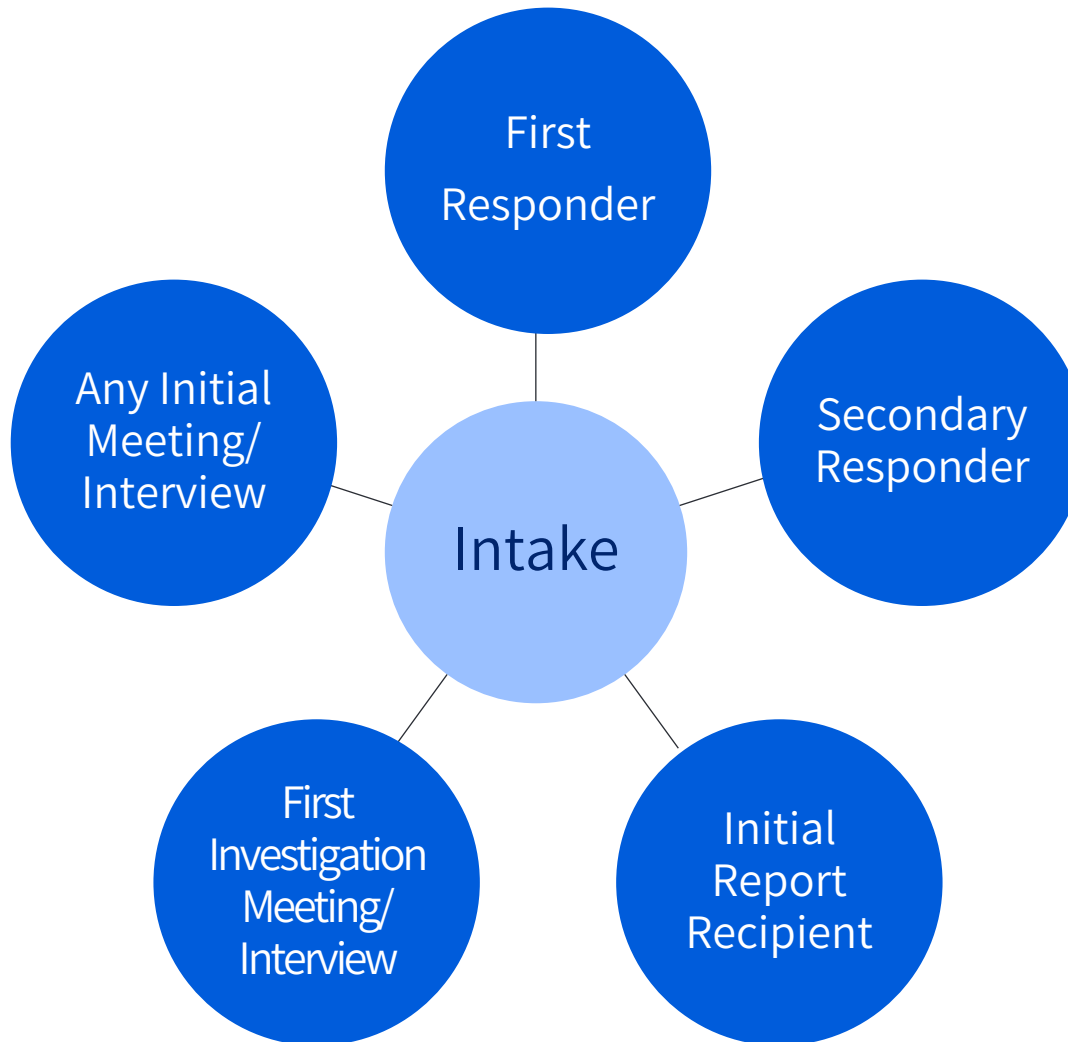 First
Responder
Any Initial
Meeting/
Interview
Secondary
Responder
Intake
First
Investigation
Meeting/
Interview
Initial
Report
Recipient